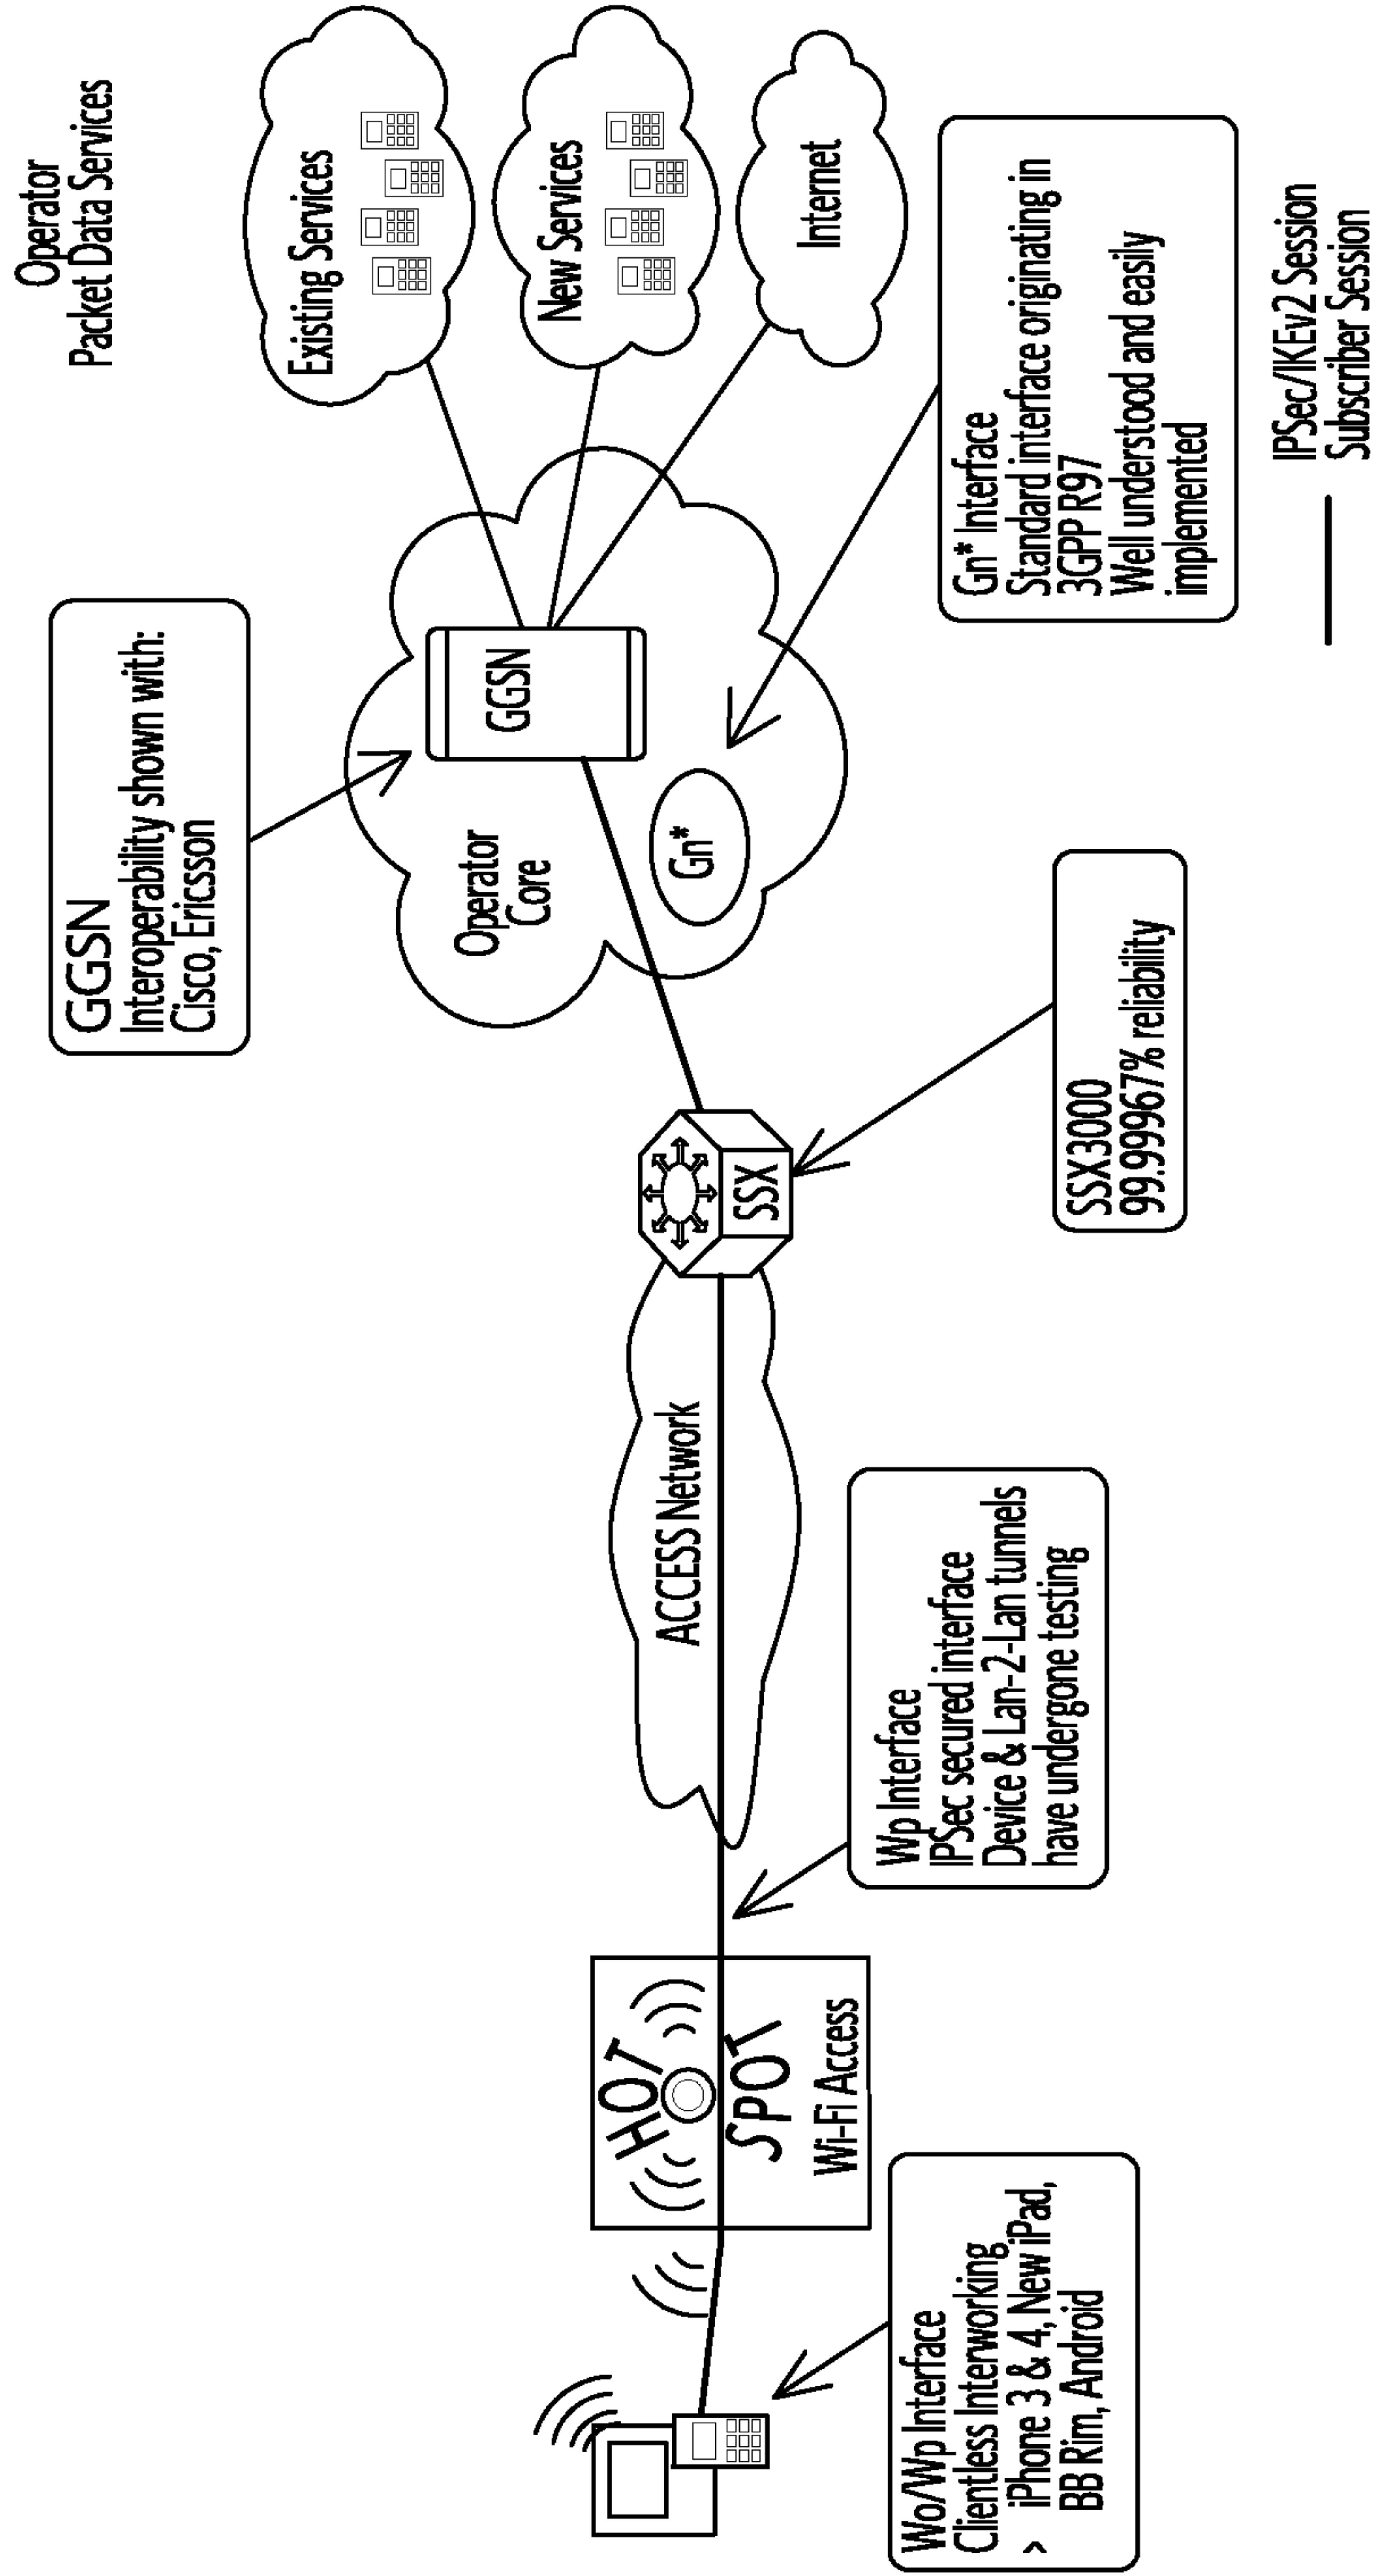 Operator
Packet Data Services
GGSN
Interoperability shown with:
Cisco, Ericsson
Existing Services
New Services
Internet
GGSN
Operator
Core
Gn*
Gn* Interface
Standard interface originating in
3GPP R97
Well understood and easily
implemented
SSX
SSX3000
99.99967% reliability
ACCESS Network
Wp Interface
IPSec secured interface
Device & Lan-2-Lan tunnels
have undergone testing
HOT
SPOT
Wi-Fi Access
Wo/Wp Interface
Clientless Interworking
> iPhone 3 & 4, New iPad,
BB Rim, Android
IPSec/IKEv2 Session
Subscriber Session